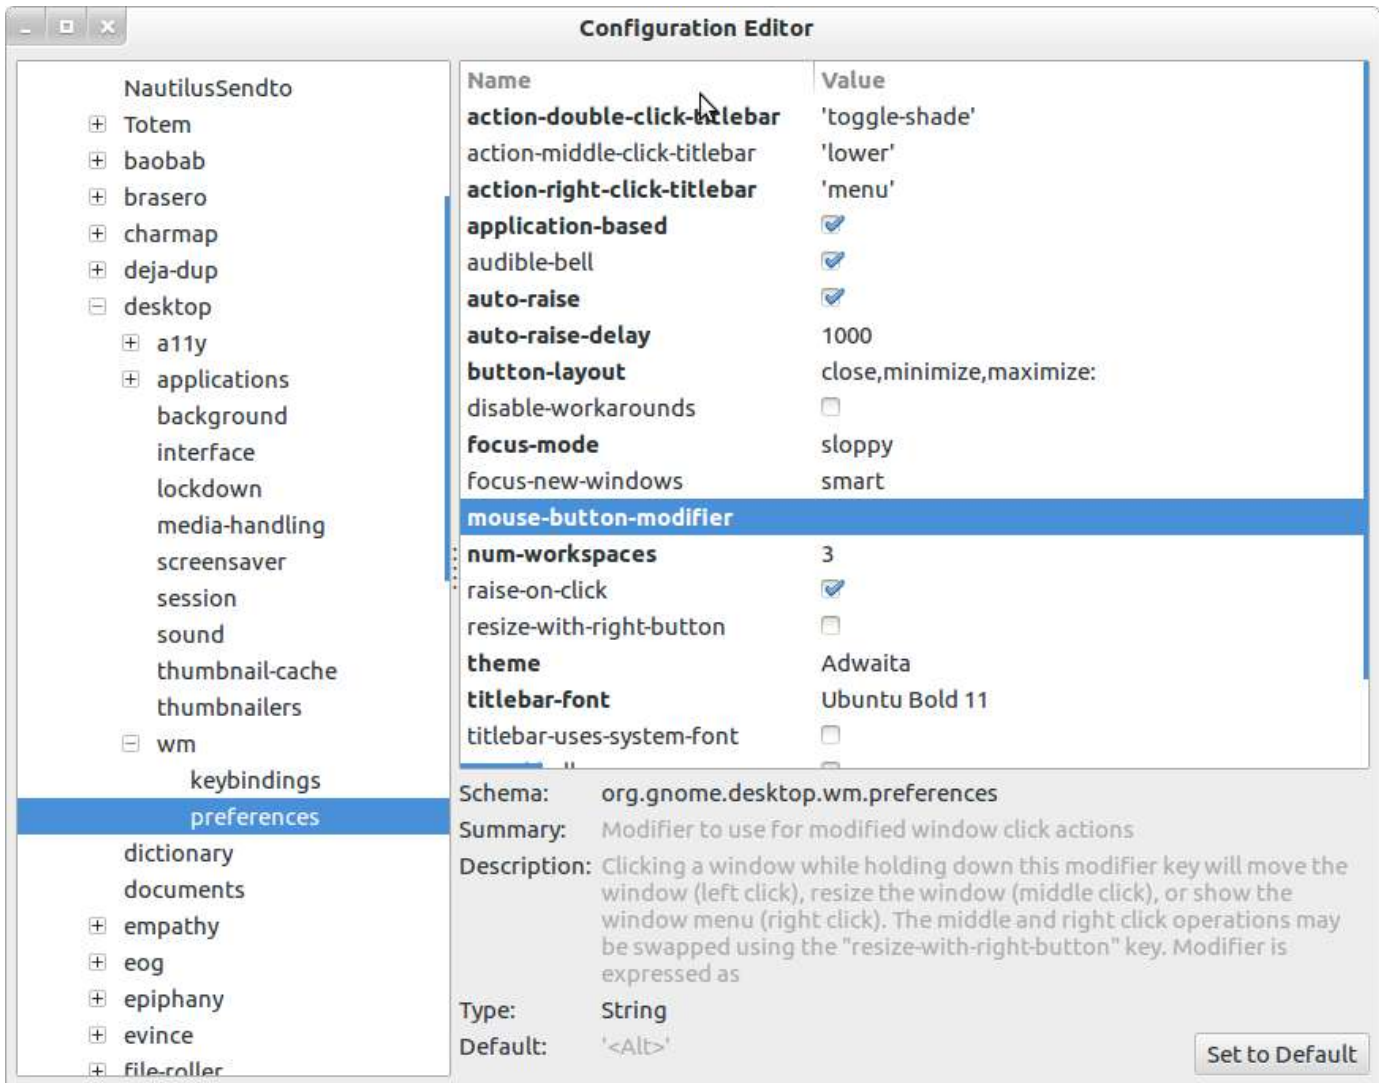 Configuration Editor
NautilusSendto
Totem
baobab
brasero
charmap
deja-dup
desktop
a11y
applications
background
interface
lockdown
media-handling
screensaver
session
sound
thumbnail-cache
thumbnailers
wm
keybindings
preferences
dictionary
documents
empathy
eog
epiphany
evince
file-roller
Name Value
action-double-click-titlebar 'toggle-shade'
action-middle-click-titlebar 'lower'
action-right-click-titlebar 'menu'
application-based
audible-bell
auto-raise
auto-raise-delay 1000
button-layout close,minimize,maximize:
disable-workarounds
focus-mode sloppy
focus-new-windows smart
mouse-button-modifier
num-workspaces 3
raise-on-click
resize-with-right-button
theme Adwaita
titlebar-font Ubuntu Bold 11
titlebar-uses-system-font
Schema: org.gnome.desktop.wm.preferences
Summary: Modifier to use for modified window click actions
Description: Clicking a window while holding down this modifier key will move the
window (left click), resize the window (middle click), or show the
window menu (right click). The middle and right click operations may
be swapped using the "resize-with-right-button" key. Modifier is
expressed as
Type: String
Default: '<Alt>'
Set to Default